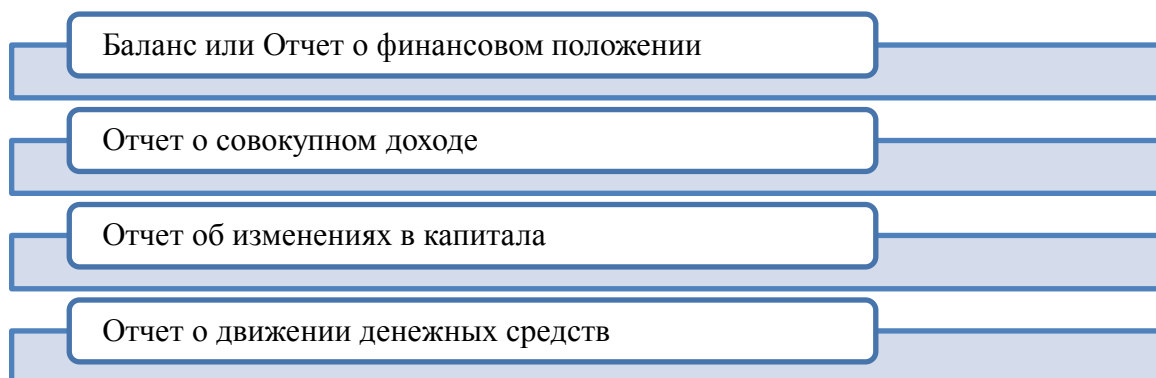 Баланс или Отчет о финансовом положении
Отчет о совокупном доходе
Отчет об изменениях в капитала
Отчет о движении денежных средств